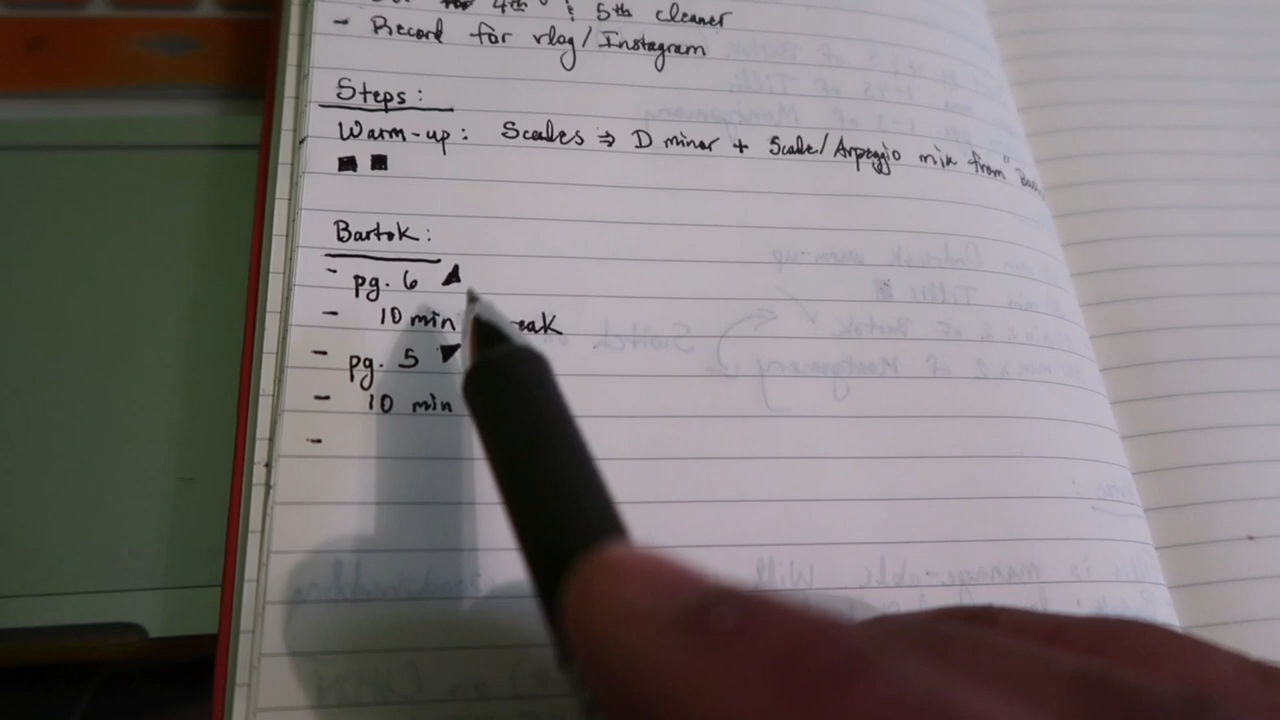 4th 5th cleaner
- Record for vlog/Instagram
Steps:
Warm-up: Scales ⇒ D minor + Scale/Arpeggio mix from "
Bartok:
- pg. 6
- 10 min
- pg. 5
- 10 min
-